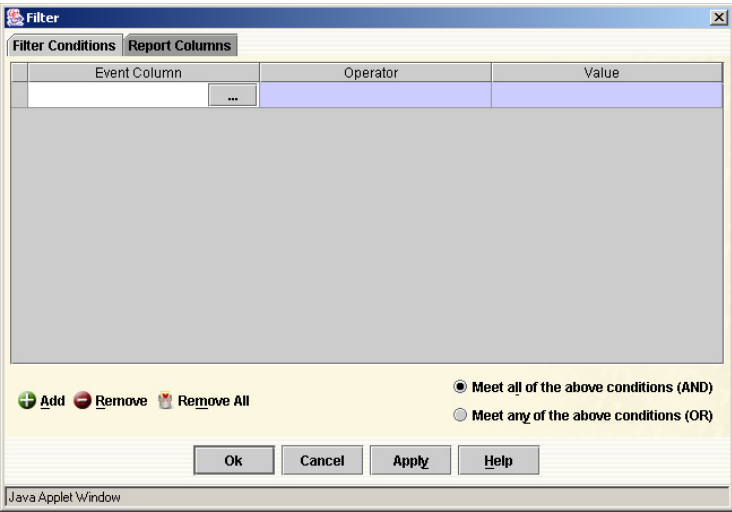 Filter
Filter Conditions Report Columns
Event Column Operator Value
...
Meet all of the above conditions (AND)
Add Remove Remove All
Meet any of the above conditions (OR)
Ok Cancel Apply Help
Java Applet Window